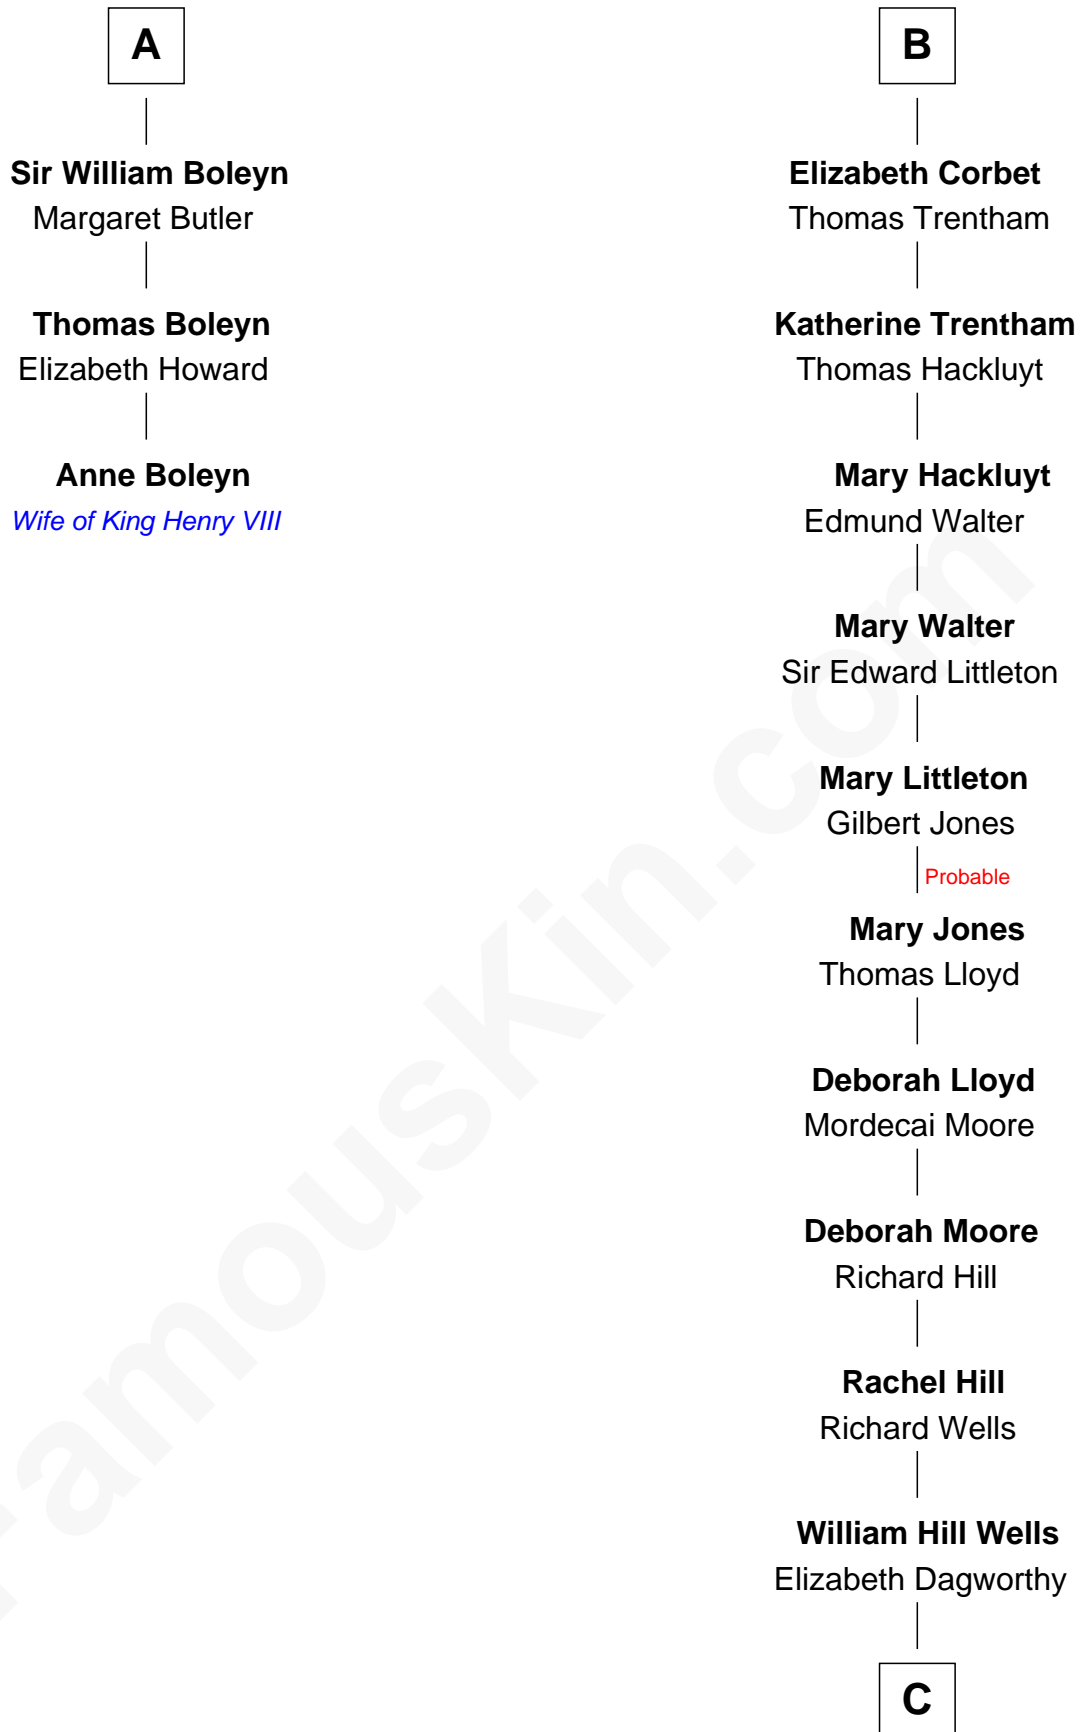 A
Sir William Boleyn
Margaret Butler
Thomas Boleyn
Elizabeth Howard
Anne Boleyn
Wife of King Henry VIII
B
Elizabeth Corbet
Thomas Trentham
Katherine Trentham
Thomas Hackluyt
Mary Hackluyt
Edmund Walter
Mary Walter
Sir Edward Littleton
Mary Littleton
Gilbert Jones
Probable
Mary Jones
Thomas Lloyd
Deborah Lloyd
Mordecai Moore
Deborah Moore
Richard Hill
Rachel Hill
Richard Wells
William Hill Wells
Elizabeth Dagworthy
C
FamousKin.com